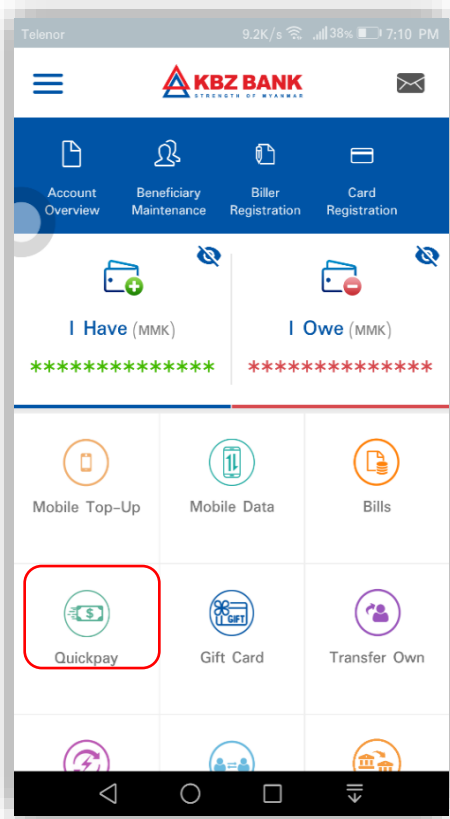 Telenor 9.2K/s 38% 7:10 PM
KBZ BANK
STRENGTH OF MYANMAR
Account Overview
Beneficiary Maintenance
Biller Registration
Card Registration
I Have (MMK)
I Owe (MMK)
**************
**************
Mobile Top-Up
Mobile Data
Bills
$
GIFT
Quickpay
Gift Card
Transfer Own